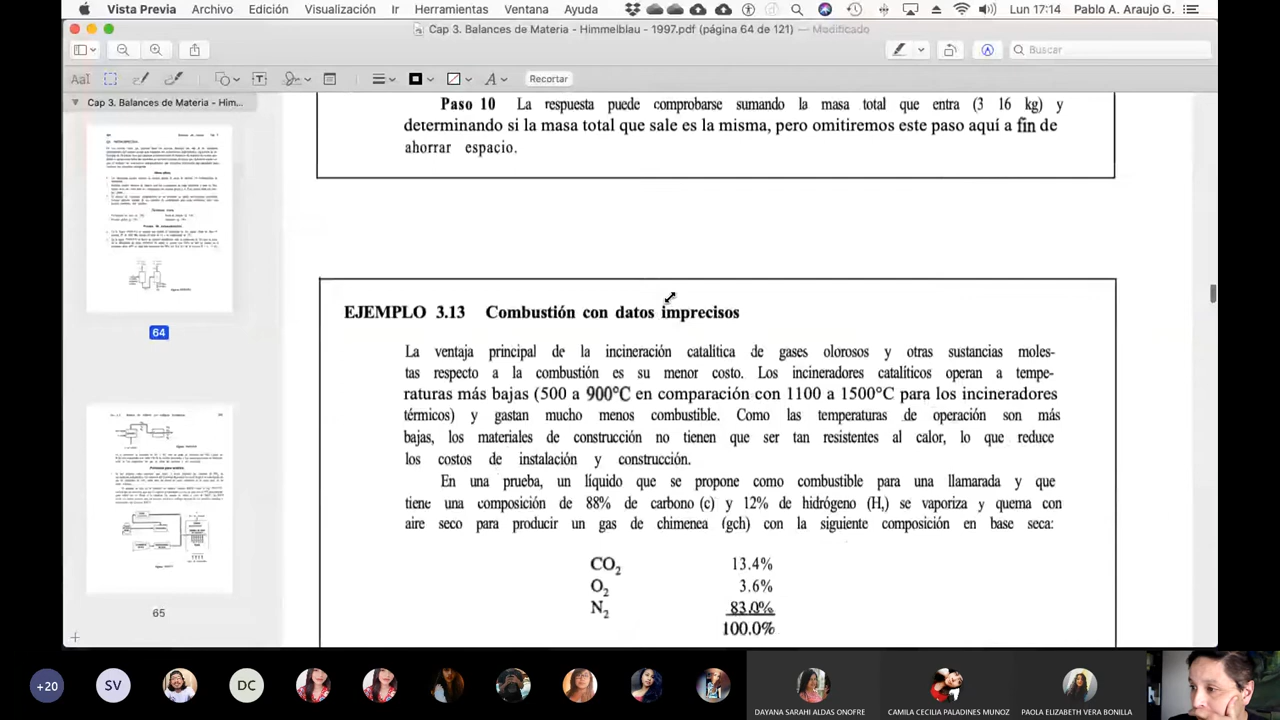 Vista Previa Archivo Edición Visualización Ir Herramientas Ventana Ayuda Lun 17:14 Pablo A. Araujo G.
Cap 3. Balances de Materia - Himmelblau - 1997.pdf (página 64 de 121) — Modificado
Buscar
Recortar
Cap 3. Balances de Materia - Him...
64
65
Paso 10 La respuesta puede comprobarse sumando la masa total que entra (3 16 kg) y
determinando si la masa total que sale es la misma, pero omitiremos este paso aquí a fin de
ahorrar espacio.
EJEMPLO 3.13 Combustión con datos imprecisos
La ventaja principal de la incineración catalítica de gases olorosos y otras sustancias moles-
tas respecto a la combustión es su menor costo. Los incineradores catalíticos operan a tempe-
raturas más bajas (500 a 900°C en comparación con 1100 a 1500°C para los incineradores
térmicos) y gastan mucho menos combustible. Como las temperaturas de operación son más
bajas, los materiales de construcción no tienen que ser tan resistentes al calor, lo que reduce
los costos de instalación y construcción.
En una prueba, un líquido que se propone como combustible para una llamarada y que
tiene una composición de 88% de carbono (c) y 12% de hidrógeno (H,) se vaporiza y quema con
aire seco para producir un gas de chimenea (gch) con la siguiente composición en base seca:
CO2 13.4%
O2 3.6%
N2 83.0%
100.0%
+20 SV DC
DAYANA SARAHI ALDAS ONOFRE CAMILA CECILIA PALADINES MUNOZ PAOLA ELIZABETH VERA BONILLA